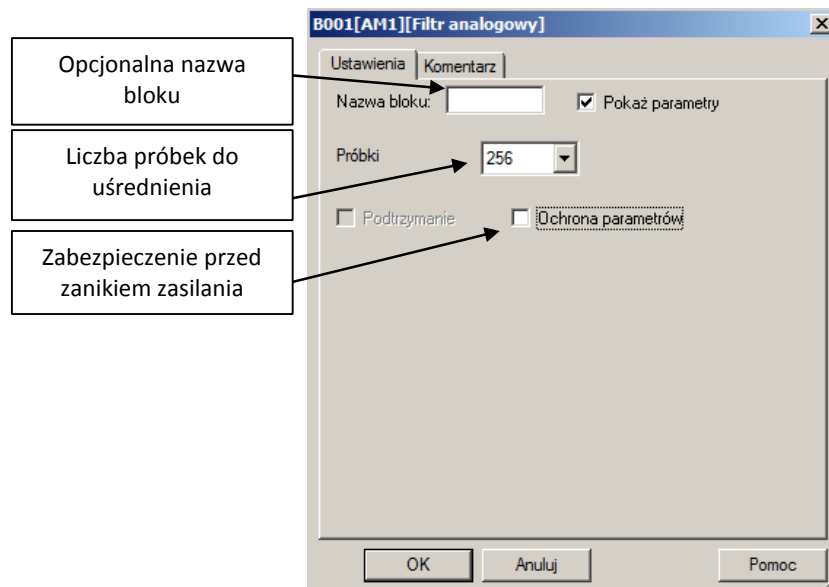 B001[AM1][Filtr analogowy]
Ustawienia
Komentarz
Opcjonalna nazwa
bloku
Nazwa bloku:
Pokaż parametry
Liczba próbek do
uśrednienia
Próbki
256
Podtrzymanie
Ochrona parametrów
Zabezpieczenie przed
zanikiem zasilania
OK
Anuluj
Pomoc